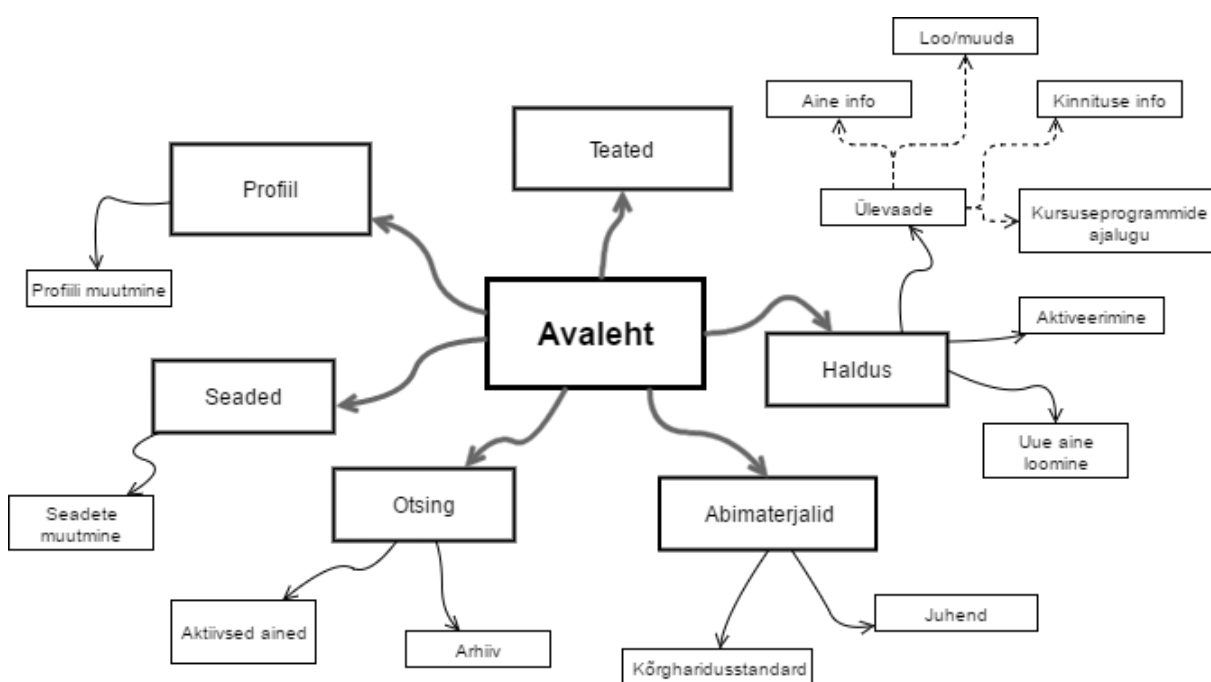 Loo/muuda
Aine info
Kinnituse info
Teated
Profiil
Ülevaade
Kursuseprogrammide
ajalugu
Profiili muutmine
Avaleht
Aktiveerimine
Haldus
Seaded
Uue aine
loomine
Otsing
Abimaterjalid
Seadete
muutmine
Aktiivsed ained
Arhiiv
Juhend
Kõrgharidusstandard